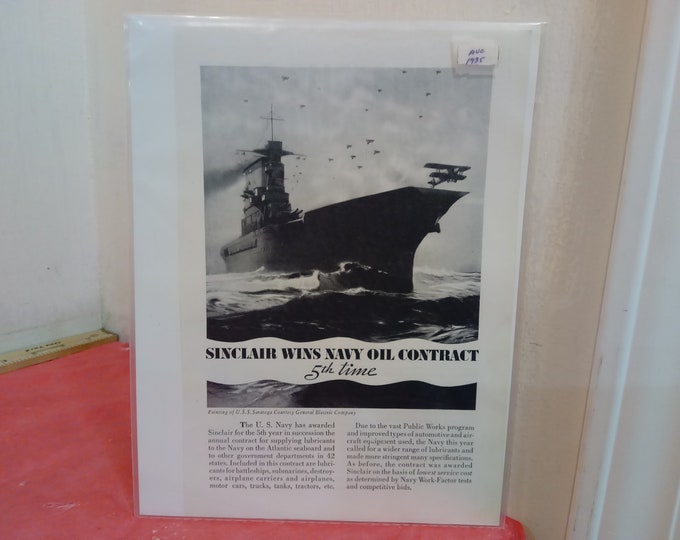 AUG
1935
SINCLAIR WINS NAVY OIL CONTRACT
5th time
Painting of U.S.S. Saratoga Courtesy General Electric Company
The U. S. Navy has awarded
Sinclair for the 5th year in succession the
annual contract for supplying lubricants
to the Navy on the Atlantic seaboard and
to other government departments in 42
states. Included in this contract are lubri-
cants for battleships, submarines, destroy-
ers, airplane carriers and airplanes,
motor cars, trucks, tanks, tractors, etc.
Due to the vast Public Works program
and improved types of automotive and air-
craft equipment used, the Navy this year
called for a wider range of lubricants and
made more stringent many specifications.
As before, the contract was awarded
Sinclair on the basis of lowest service cost
as determined by Navy Work-Factor tests
and competitive bids.